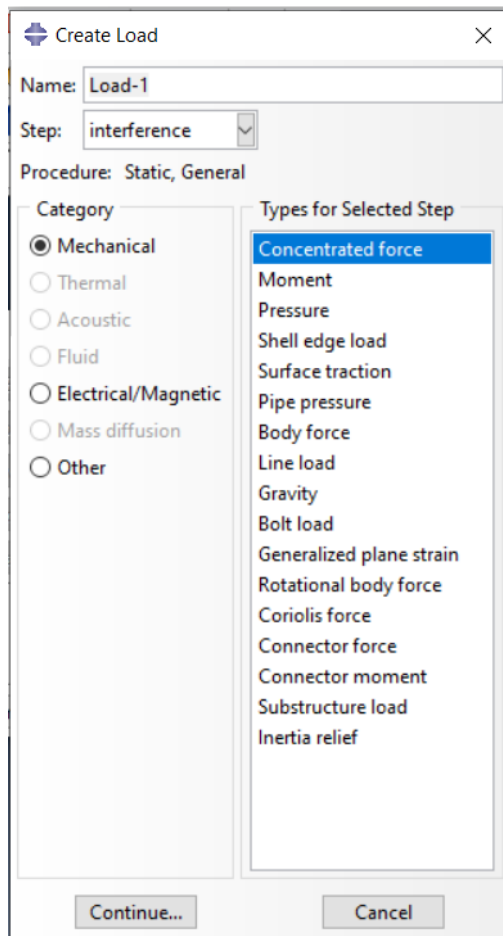 Create Load
Name: Load-1
Step: interference
Procedure: Static, General
Category
Mechanical
Thermal
Acoustic
Fluid
Electrical/Magnetic
Mass diffusion
Other
Types for Selected Step
Concentrated force
Moment
Pressure
Shell edge load
Surface traction
Pipe pressure
Body force
Line load
Gravity
Bolt load
Generalized plane strain
Rotational body force
Coriolis force
Connector force
Connector moment
Substructure load
Inertia relief
Continue...
Cancel